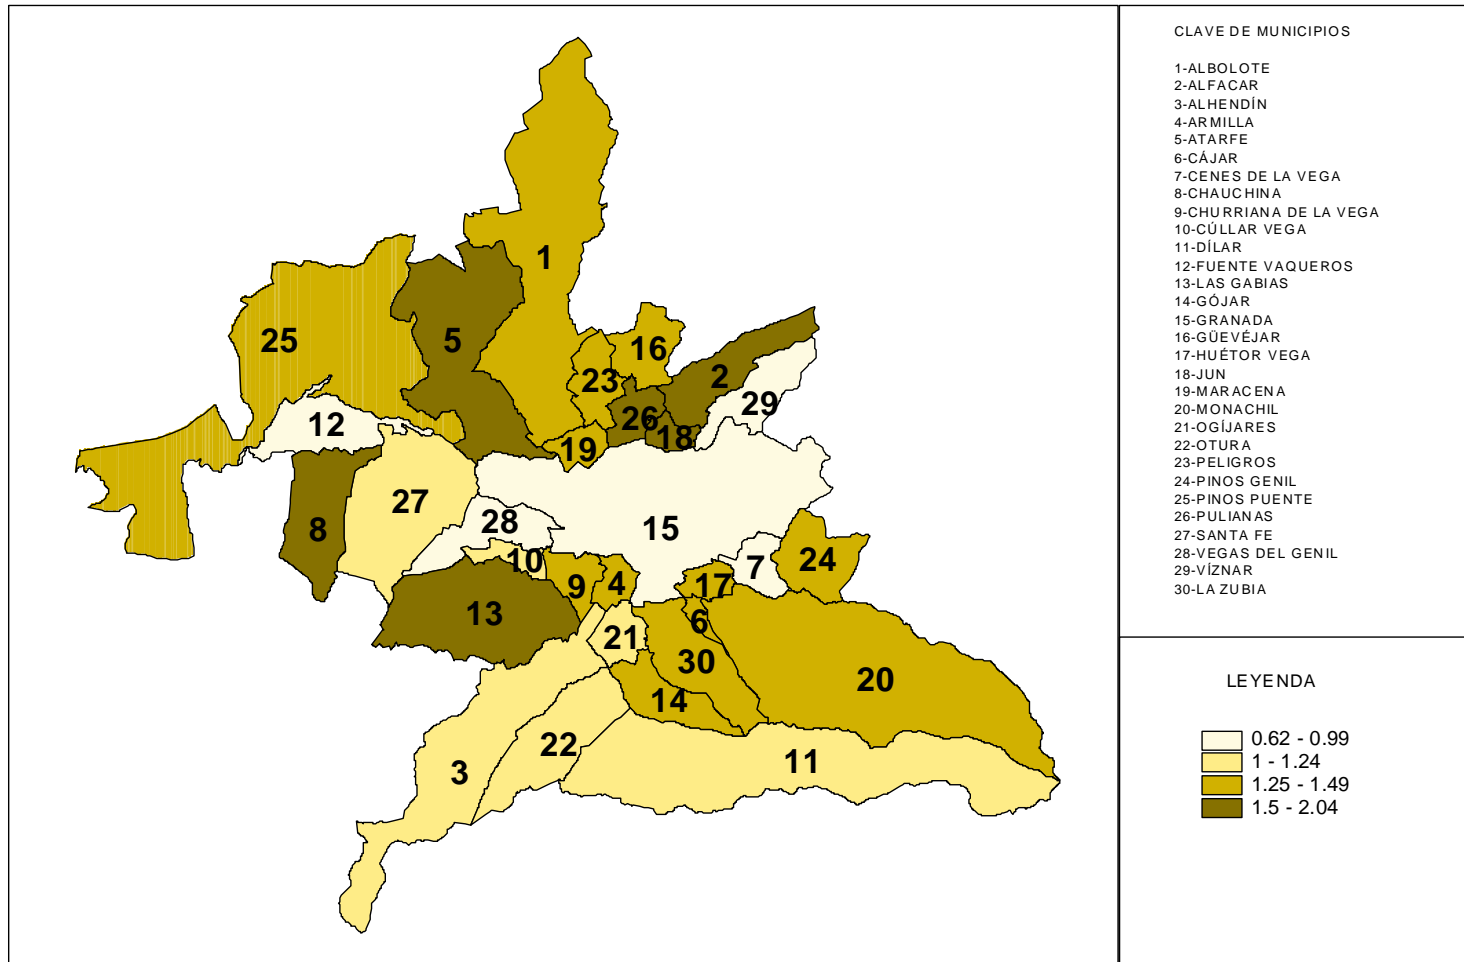 CLAVE DE MUNICIPIOS
1-ALBOLOTE
2-ALFACAR
3-ALHENDÍN
4-ARMILLA
5-ATARFE
6-CÁJAR
7-CENES DE LA VEGA
8-CHAUCHINA
9-CHURRIANA DE LA VEGA
10-CÚLLAR VEGA
11-DÍLAR
12-FUENTE VAQUEROS
13-LAS GABIAS
14-GÓJAR
15-GRANADA
16-GÜEVÉJAR
17-HUÉTOR VEGA
18-JUN
19-MARACENA
20-MONACHIL
21-OGÍJARES
22-OTURA
23-PELIGROS
24-PINOS GENIL
25-PINOS PUENTE
26-PULIANAS
27-SANTA FE
28-VEGAS DEL GENIL
29-VÍZNAR
30-LA ZUBIA
LEYENDA
0.62 - 0.99
1 - 1.24
1.25 - 1.49
1.5 - 2.04
1
25
5
16
23
2
29
12
26
18
19
27
28
8
15
10
7
24
9
4
17
13
6
21
30
20
14
22
3
11